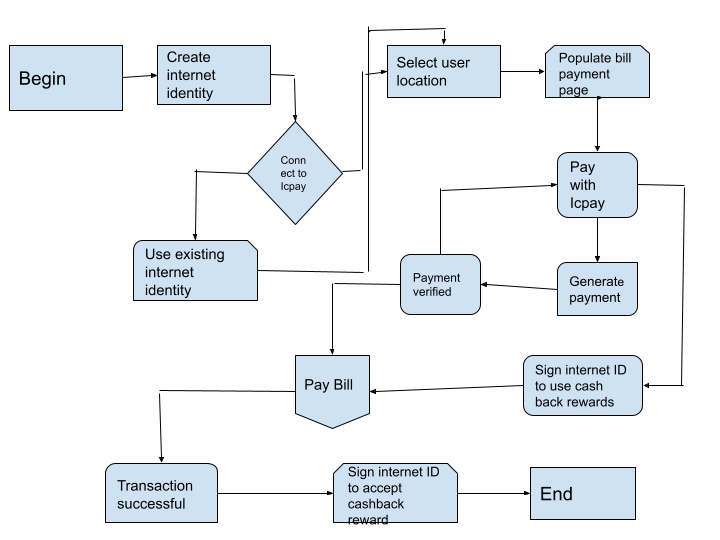 Begin
Create
internet
identity
Select user
location
Populate bill
payment
page
Conn
ect to
Icpay
Pay
with
Icpay
Use existing
internet
identity
Payment
verified
Generate
payment
Pay Bill
Sign internet ID
to use cash
back rewards
Transaction
successful
Sign internet ID
to accept
cashback
reward
End